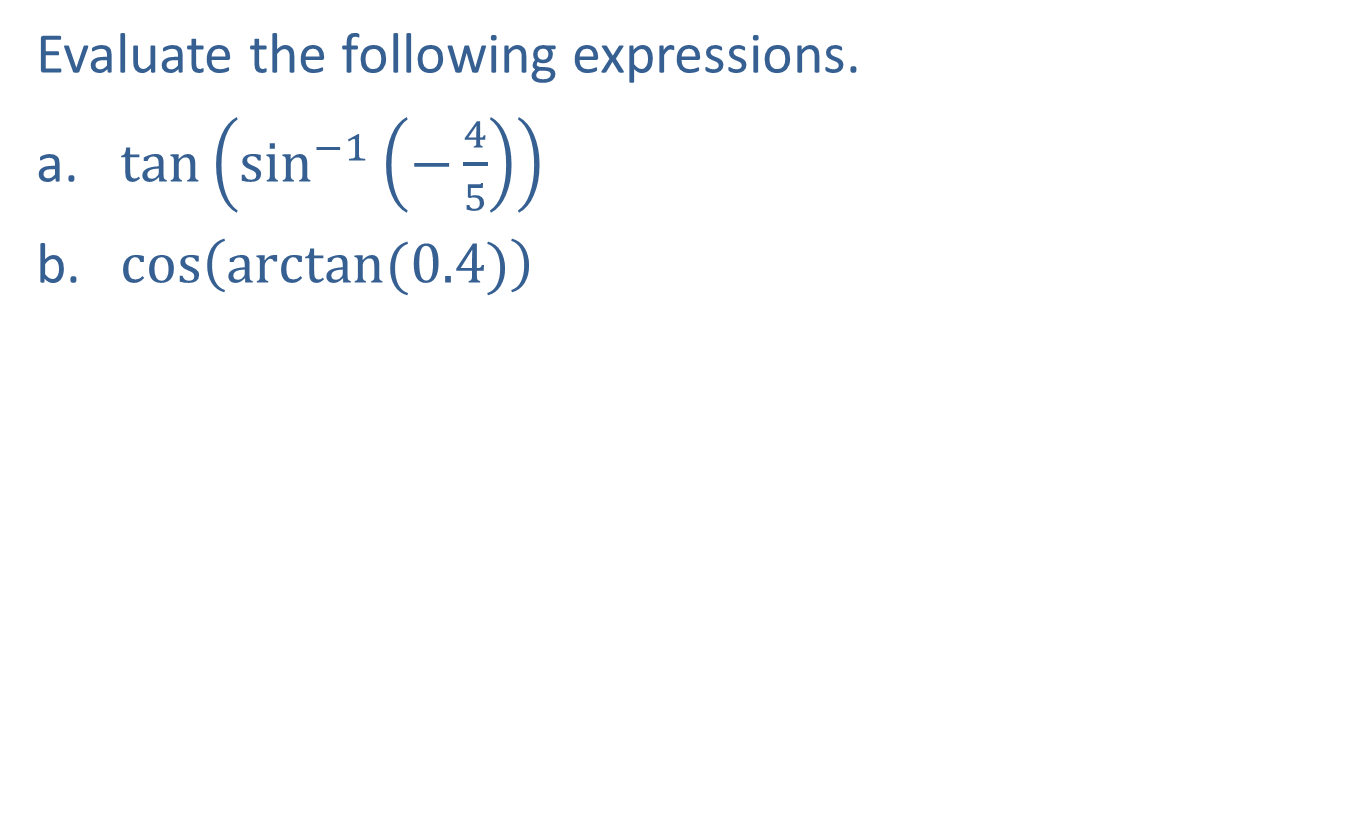 Evaluate the following expressions.
a. tan(sin⁻¹(−4/5))
b. cos(arctan(0.4))